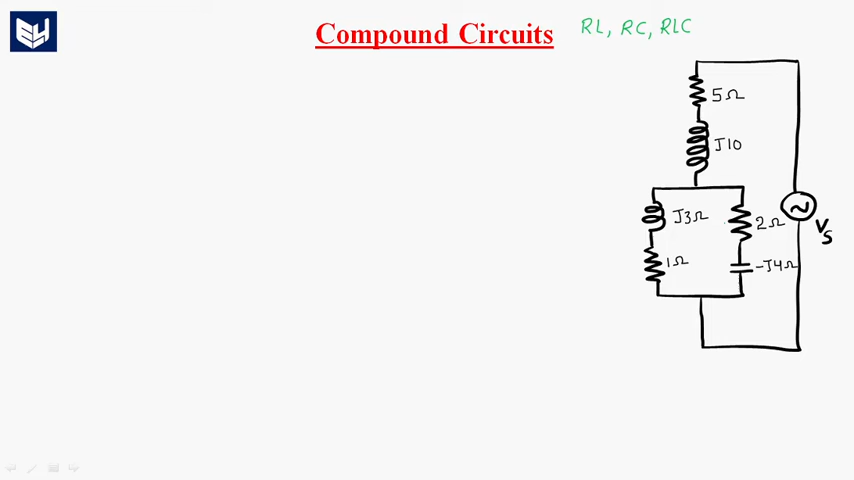 Compound Circuits RL, RC, RLC
5Ω
J10
J3Ω
2Ω
1Ω
-J4Ω
Vs